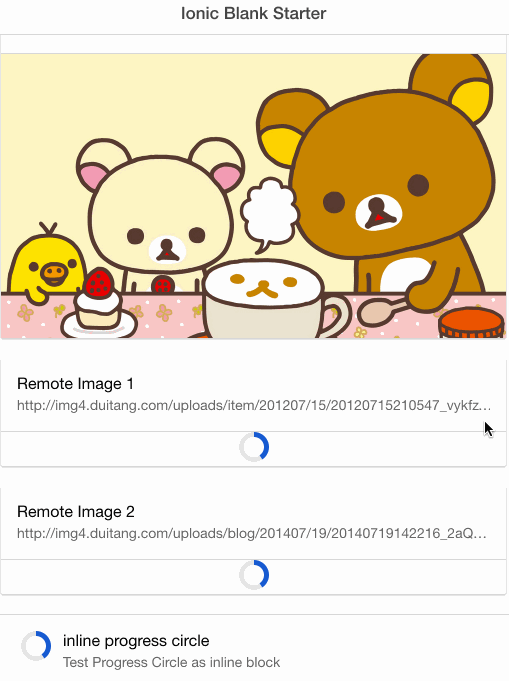 Ionic Blank Starter
Remote Image 1
http://img4.duitang.com/uploads/item/201207/15/20120715210547_vykfz...
Remote Image 2
http://img4.duitang.com/uploads/blog/201407/19/20140719142216_2aQ...
inline progress circle
Test Progress Circle as inline block